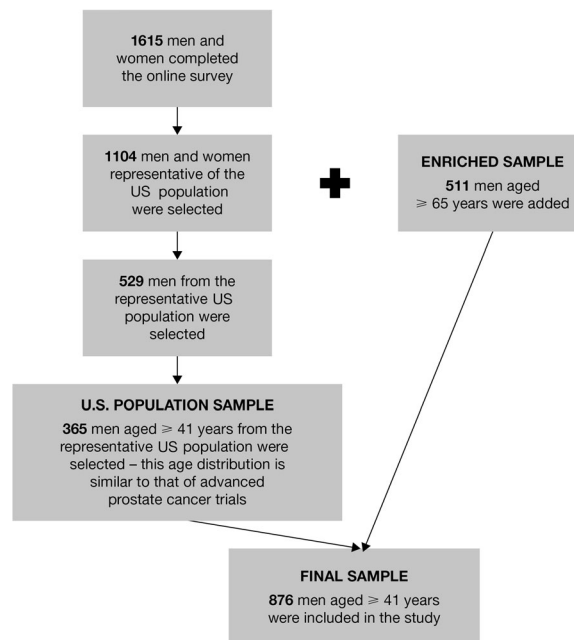 1615 men and
women completed
the online survey
1104 men and women
representative of the
US population
were selected
ENRICHED SAMPLE
511 men aged
⩾ 65 years were added
529 men from the
representative US
population were
selected
U.S. POPULATION SAMPLE
365 men aged ⩾ 41 years from the
representative US population were
selected – this age distribution is
similar to that of advanced
prostate cancer trials
FINAL SAMPLE
876 men aged ⩾ 41 years
were included in the study